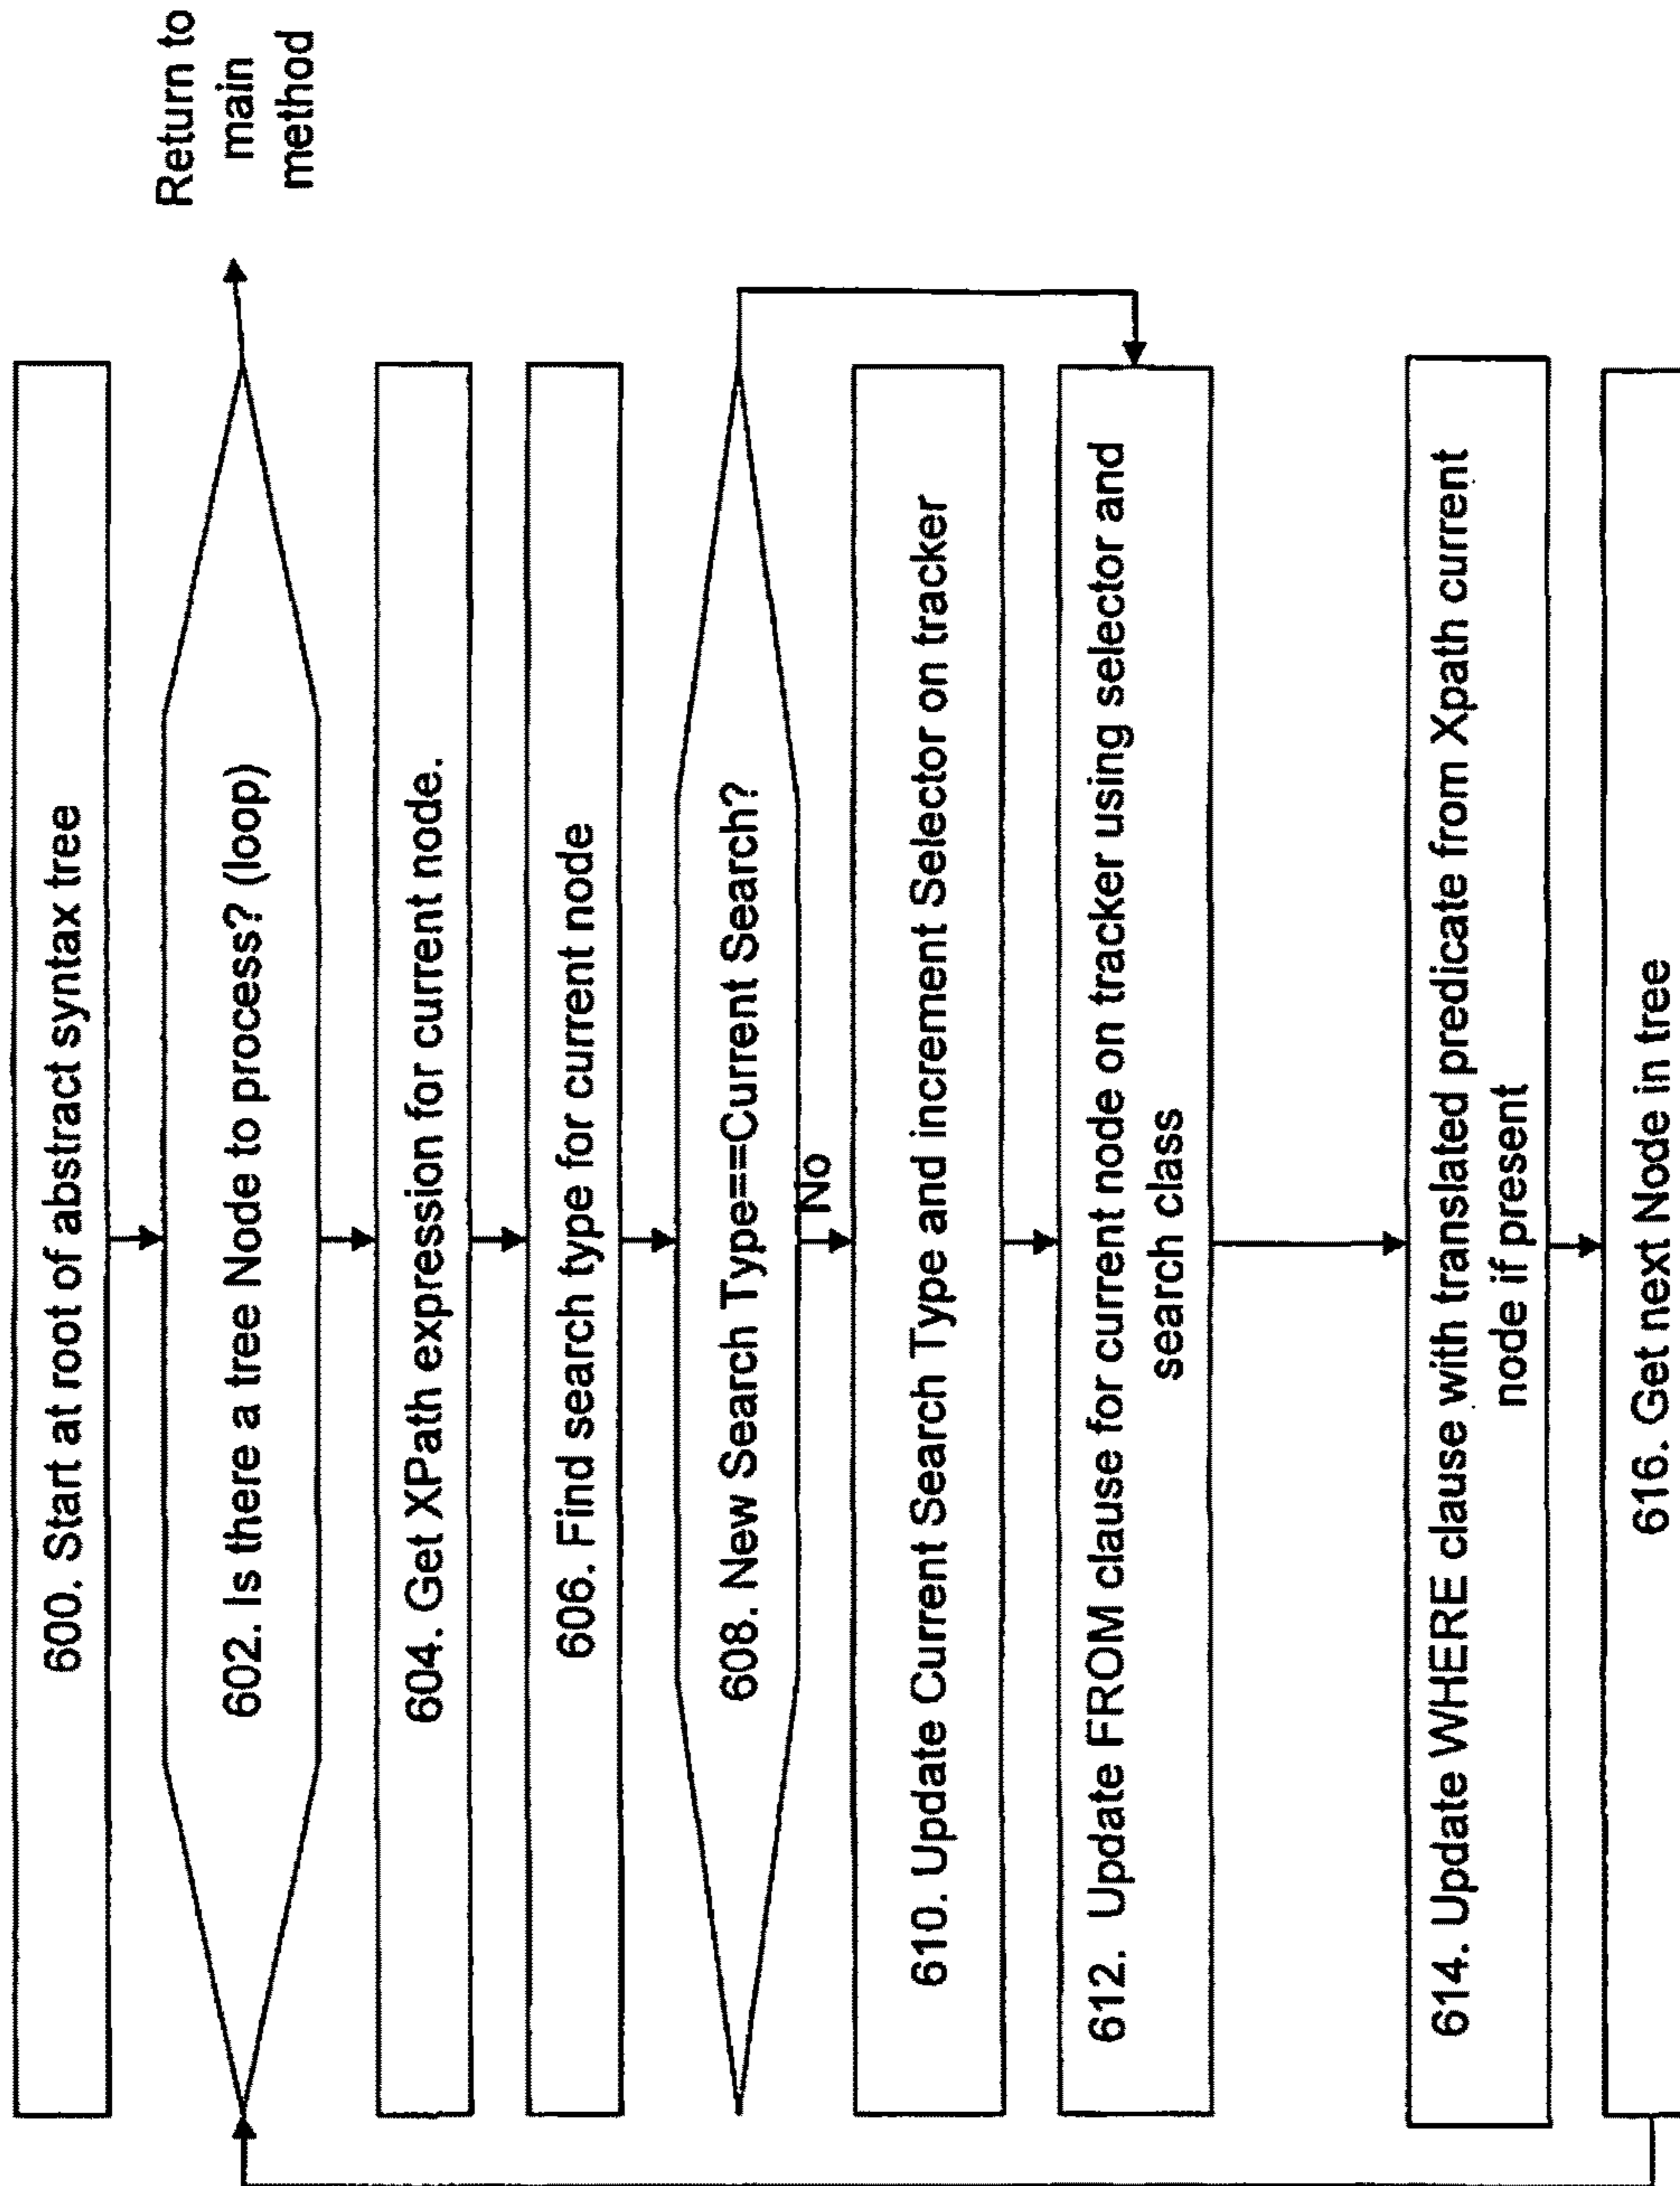 600. Start at root of abstract syntax tree
602. Is there a tree Node to process? (loop)
Return to
main
method
604. Get XPath expression for current node.
606. Find search type for current node
608. New Search Type==Current Search?
No
610. Update Current Search Type and increment Selector on tracker
612. Update FROM clause for current node on tracker using selector and
search class
614. Update WHERE clause with translated predicate from Xpath current
node if present
616. Get next Node in tree